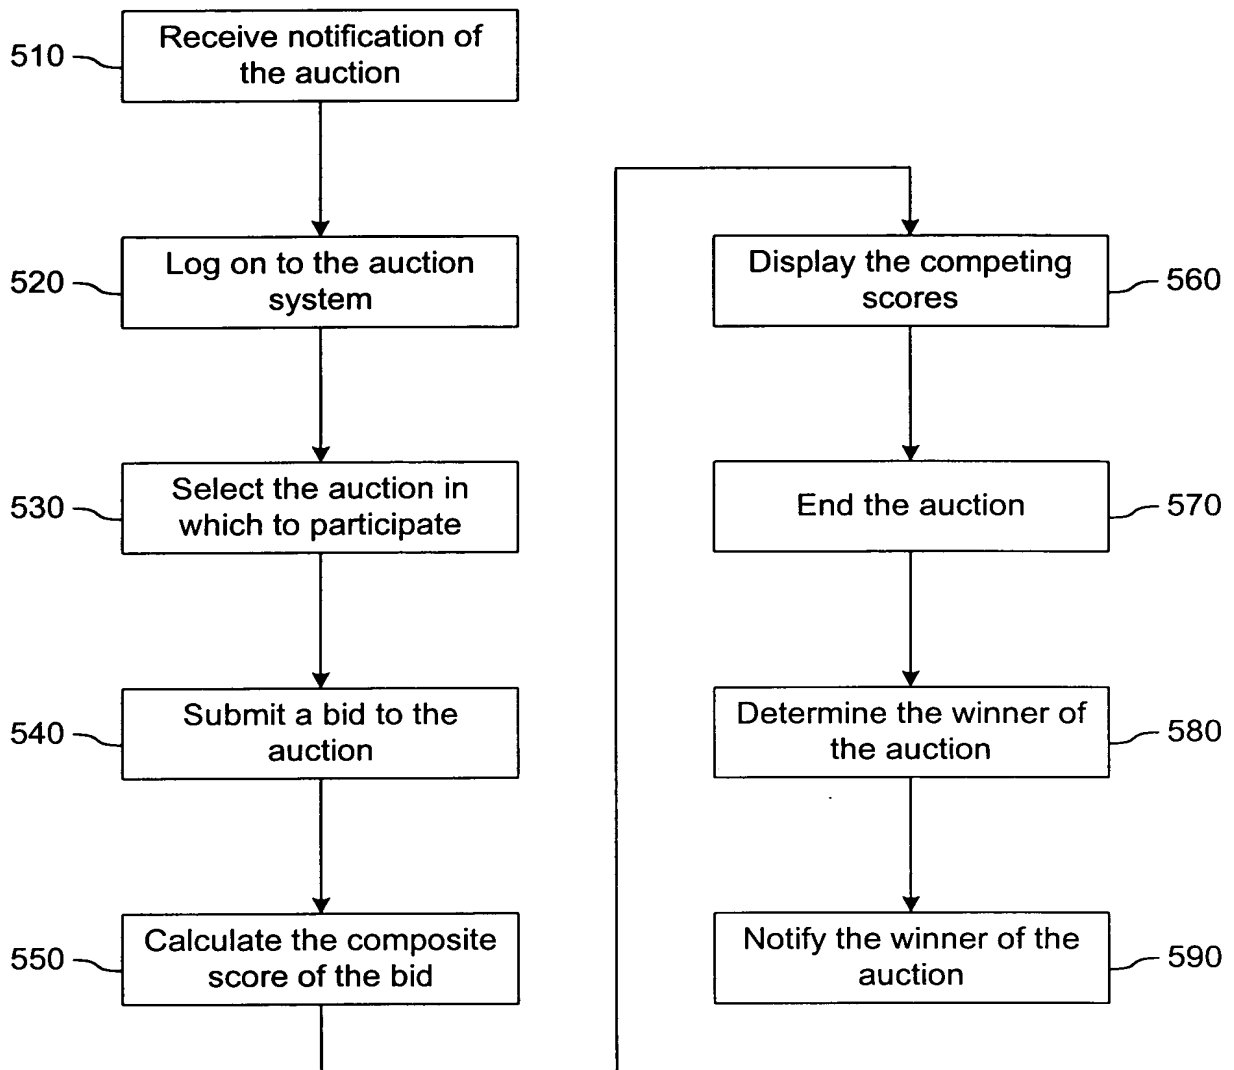 510
Receive notification of
the auction
520
Log on to the auction
system
530
Select the auction in
which to participate
540
Submit a bid to the
auction
550
Calculate the composite
score of the bid
Display the competing
scores
560
End the auction
570
Determine the winner of
the auction
580
Notify the winner of the
auction
590